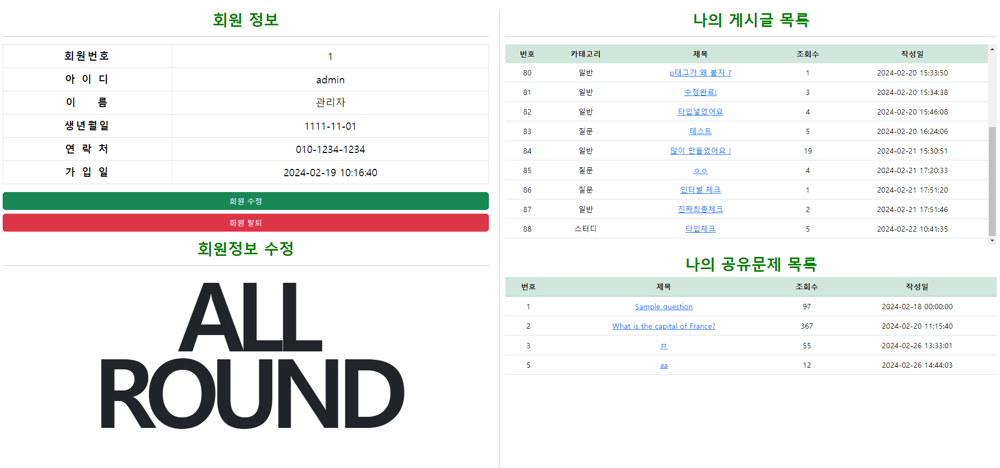 회원 정보
회원번호 1
아 이 디 admin
이 름 관리자
생년월일 1111-11-01
연 락 처 010-1234-1234
가 입 일 2024-02-19 10:16:40
회원 수정
회원 탈퇴
회원정보 수정
ALL
ROUND
나의 게시글 목록
번호 카테고리 제목 조회수 작성일
80 일반 p태그가 왜 붙지 ? 1 2024-02-20 15:33:50
81 일반 수정완료! 3 2024-02-20 15:34:38
82 일반 타입넣었어요 4 2024-02-20 15:46:08
83 질문 테스트 5 2024-02-20 16:24:06
84 일반 많이 만들었어요 ! 19 2024-02-21 15:30:51
85 질문 ㅇㅇ 4 2024-02-21 17:20:33
86 질문 인터벌 체크 1 2024-02-21 17:51:20
87 일반 진짜최종체크 2 2024-02-21 17:51:46
88 스터디 타입체크 5 2024-02-22 10:41:35
나의 공유문제 목록
번호 제목 조회수 작성일
1 Sample question 97 2024-02-18 00:00:00
2 What is the capital of France? 367 2024-02-20 11:15:40
3 ㅁ 55 2024-02-26 13:33:01
5 aa 12 2024-02-26 14:44:03